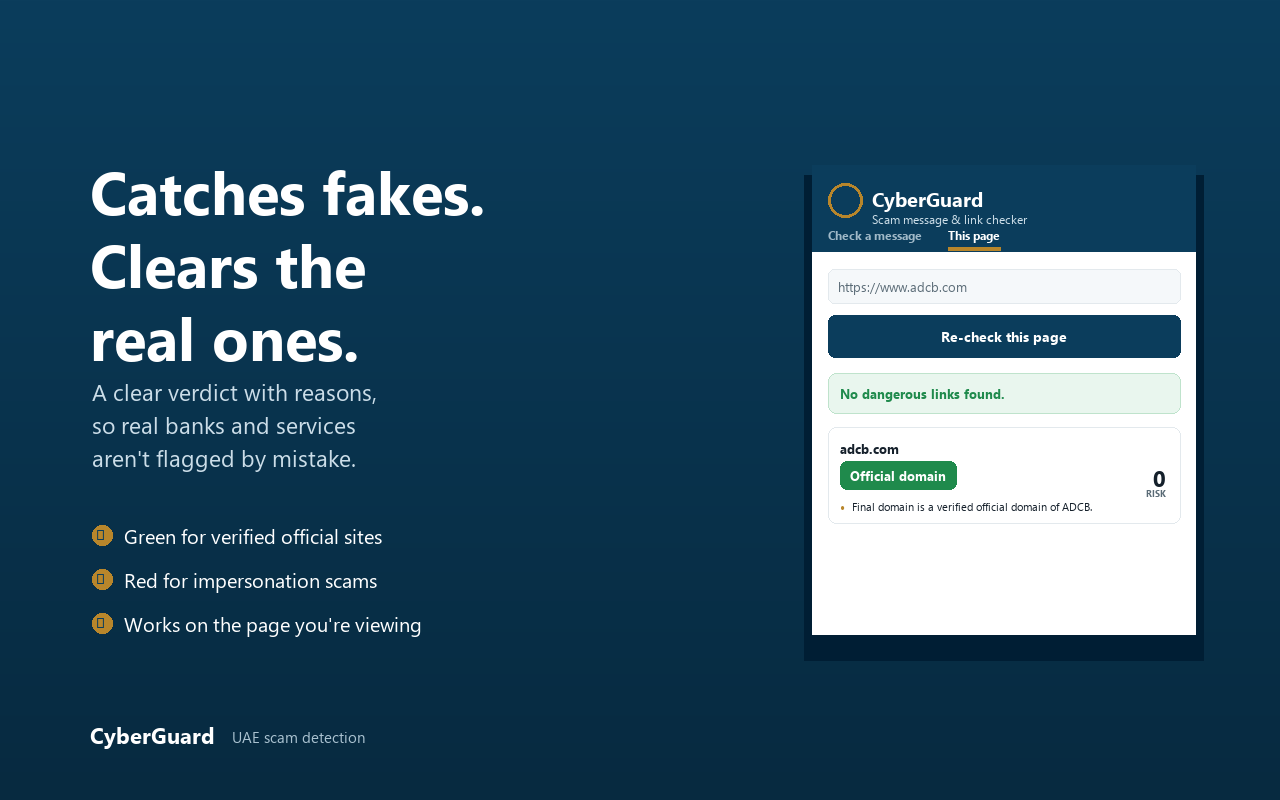 Catches fakes.
Clears the
real ones.
A clear verdict with reasons,
so real banks and services
aren't flagged by mistake.
Green for verified official sites
Red for impersonation scams
Works on the page you're viewing
CyberGuard UAE scam detection
CyberGuard
Scam message & link checker
Check a message This page
https://www.adcb.com
Re-check this page
No dangerous links found.
adcb.com
Official domain
0
RISK
• Final domain is a verified official domain of ADCB.